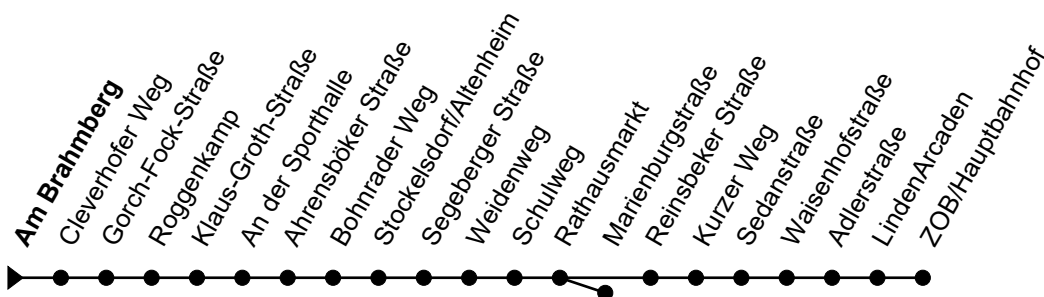 Am Brahmberg
Cleverhofer Weg
Gorch-Fock-Straße
Roggenkamp
Klaus-Groth-Straße
An der Sporthalle
Ahrensböker Straße
Bohnrader Weg
Stockelsdorf/Altenheim
Segeberger Straße
Weidenweg
Schulweg
Rathausmarkt
Marienburgstraße
Reinsbeker Straße
Kurzer Weg
Sedanstraße
Waisenhofstraße
Adlerstraße
LindenArcaden
ZOB/Hauptbahnhof